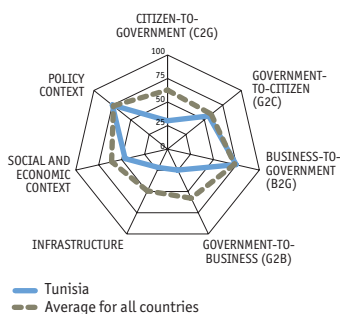 CITIZEN-TO-
GOVERNMENT (C2G)
100
75
50
25
0
GOVERNMENT-
TO-CITIZEN
(G2C)
BUSINESS-TO-
GOVERNMENT
(B2G)
GOVERNMENT-TO-
BUSINESS (G2B)
INFRASTRUCTURE
SOCIAL AND
ECONOMIC
CONTEXT
POLICY
CONTEXT
Tunisia
Average for all countries